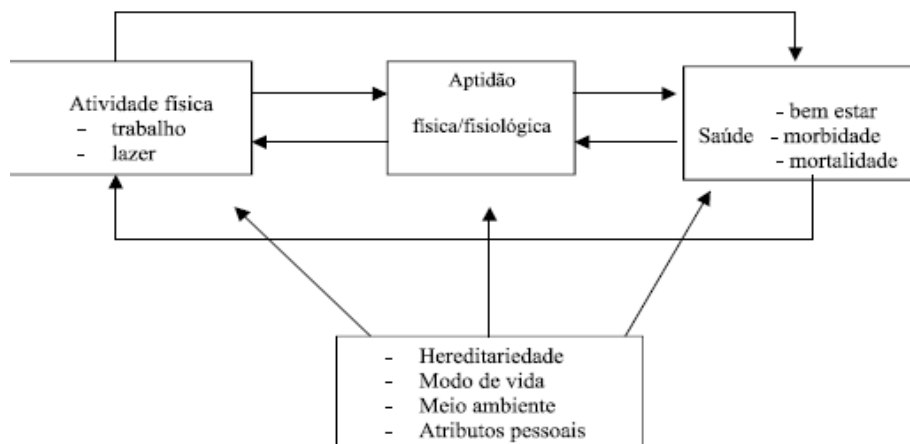 Atividade física
- trabalho
- lazer
Aptidão
física/fisiológica
- bem estar
Saúde - morbidade
- mortalidade
- Hereditariedade
- Modo de vida
- Meio ambiente
- Atributos pessoais